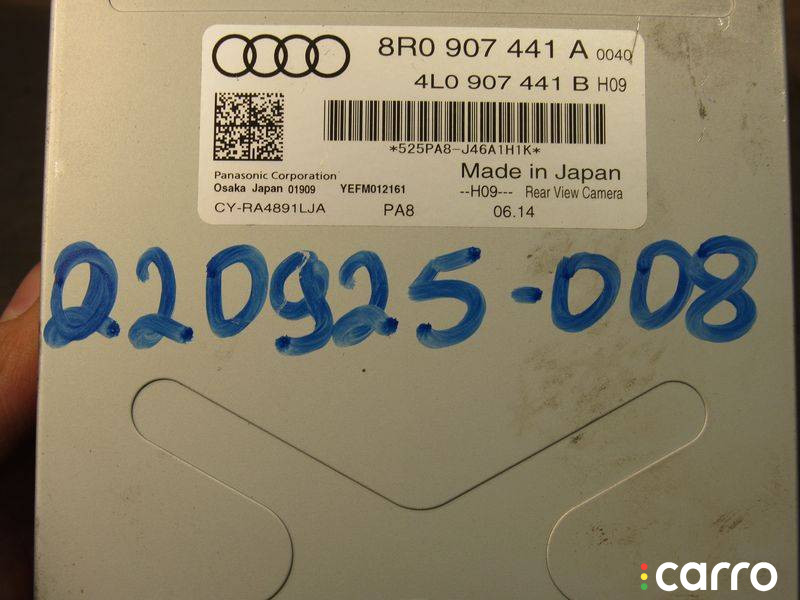 8R0 907 441 A 0040
4L0 907 441 B H09
*525PA8-J46A1H1K*
Panasonic Corporation
Made in Japan
Osaka Japan 01909 YEFM012161
--H09--- Rear View Camera
CY-RA4891LJA PA8 06.14
220925-008
carro